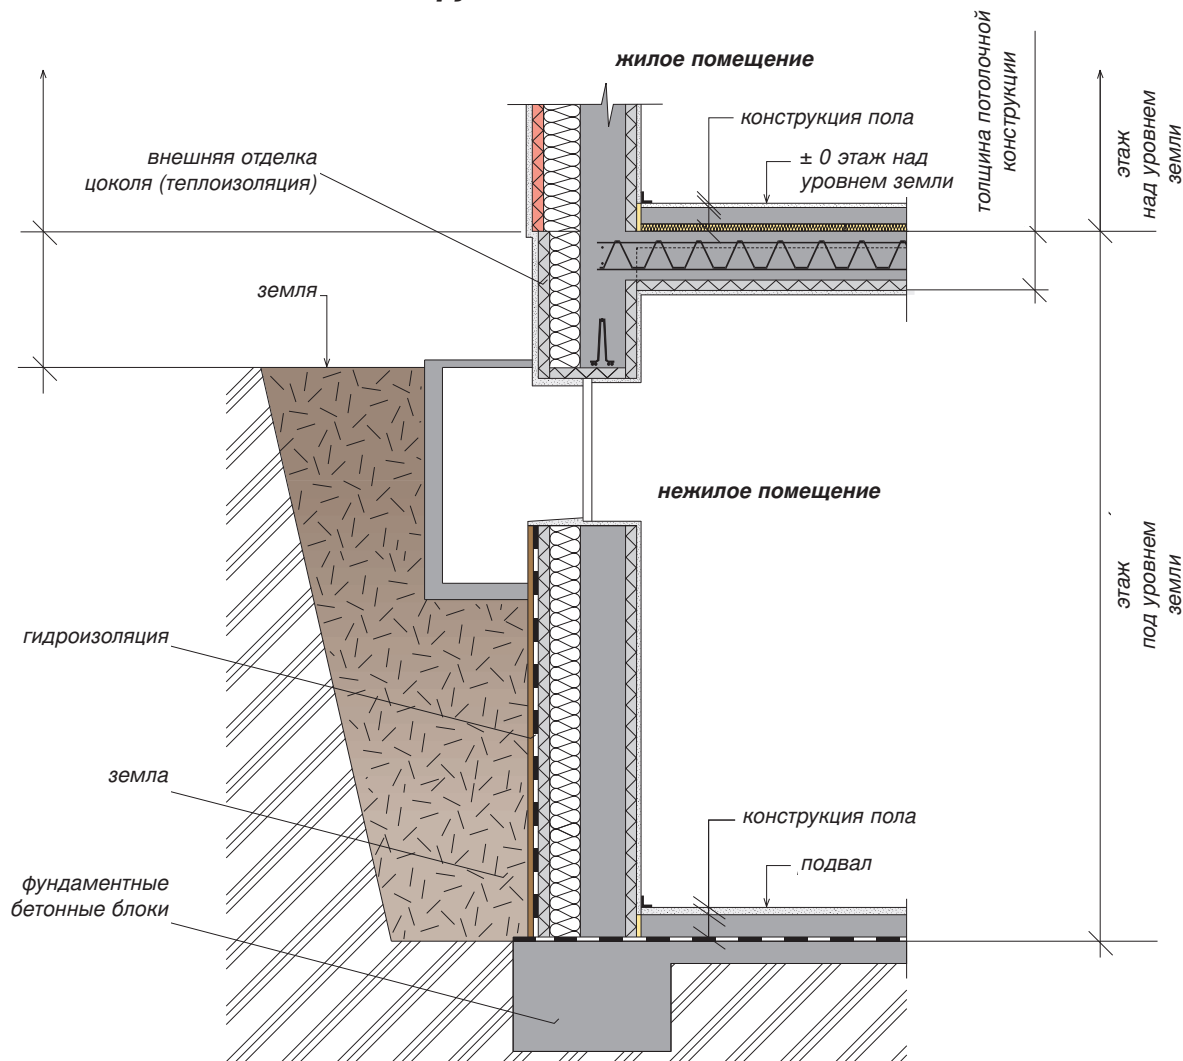 жилое помещение
конструкция пола
± 0 этаж над
уровнем земли
толщина потолочной
конструкции
этаж
над уровнем
земли
внешняя отделка
цоколя (теплоизоляция)
земля
нежилое помещение
этаж
под уровнем
земли
гидроизоляция
земла
конструкция пола
подвал
фундаментные
бетонные блоки